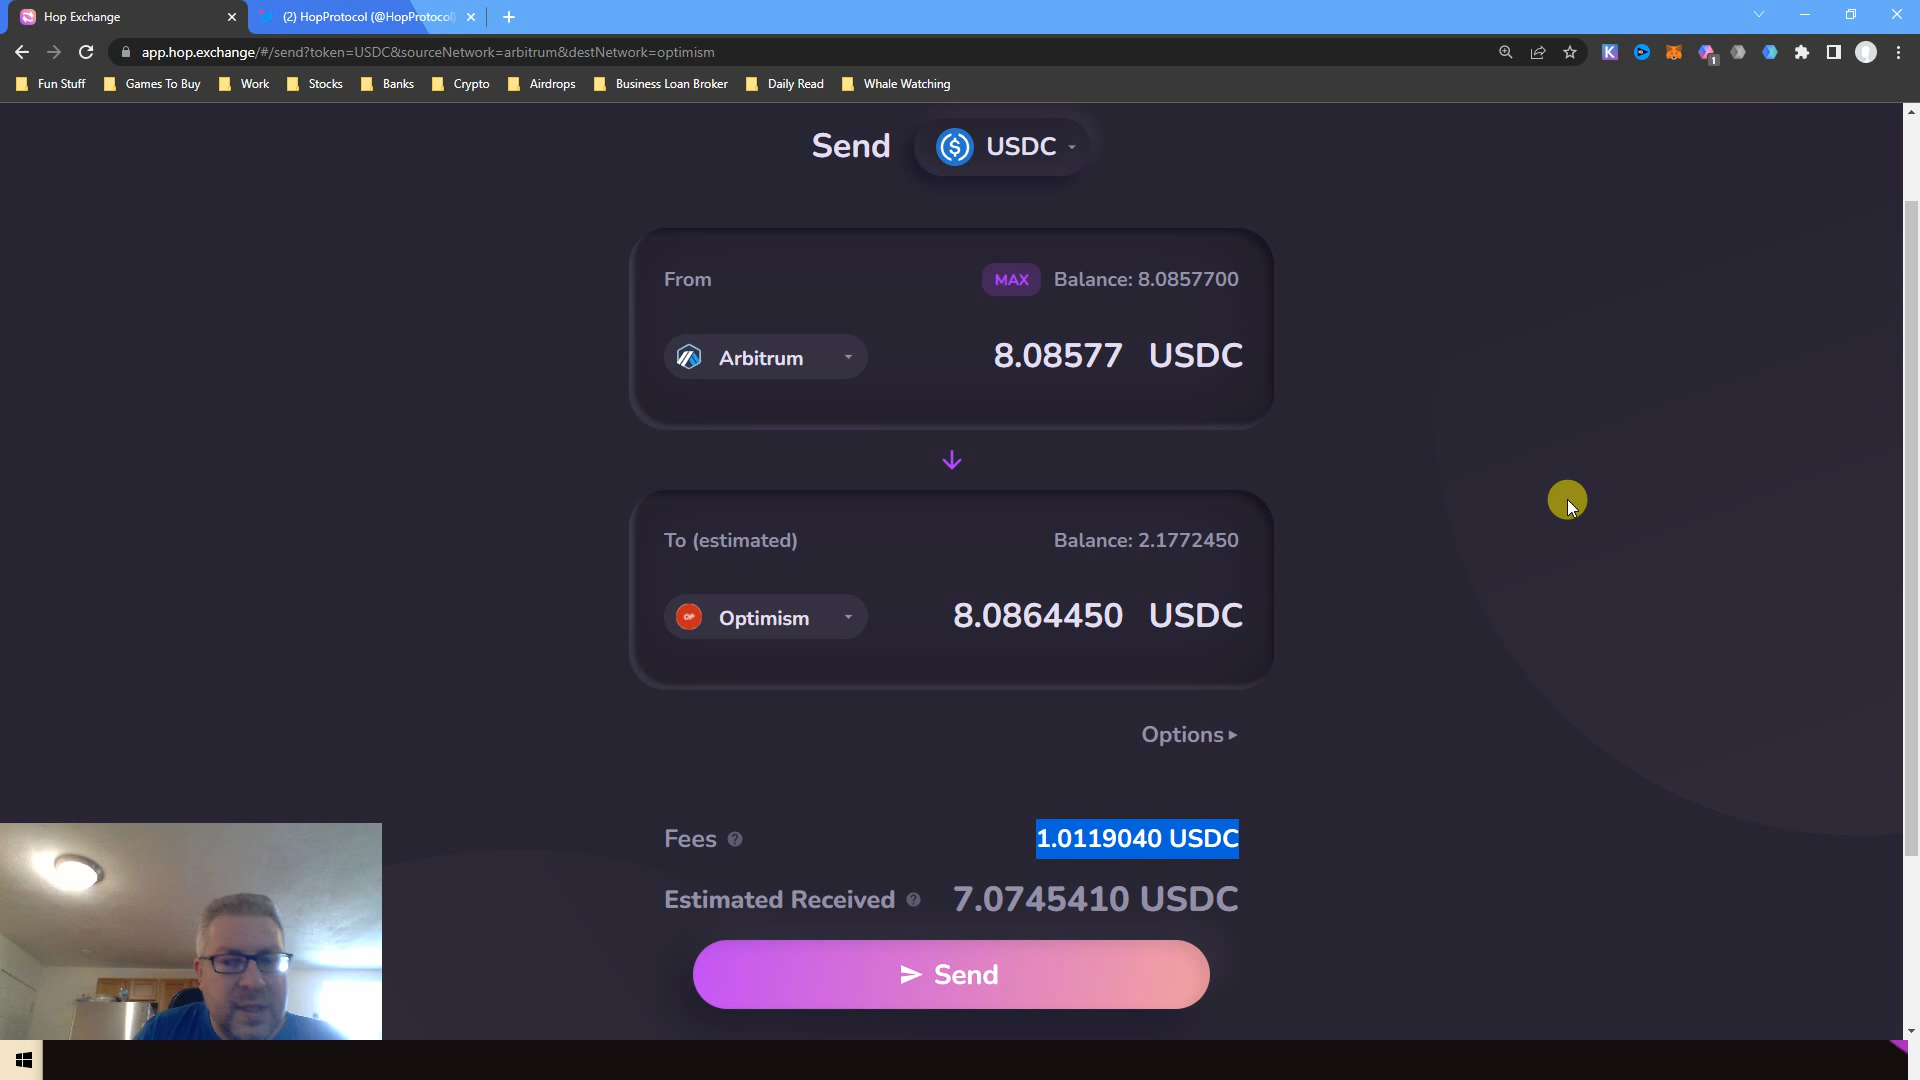 Hop Exchange
(2) HopProtocol (@HopProtocol)
app.hop.exchange/#/send?token=USDC&sourceNetwork=arbitrum&destNetwork=optimism
1
Fun Stuff
Games To Buy
Work
Stocks
Banks
Crypto
Airdrops
Business Loan Broker
Daily Read
Whale Watching
Send USDC
From MAX Balance: 8.0857700
Arbitrum 8.08577 USDC
To (estimated) Balance: 2.1772450
OP Optimism 8.0864450 USDC
Options
Fees ? 1.0119040 USDC
Estimated Received ? 7.0745410 USDC
Send